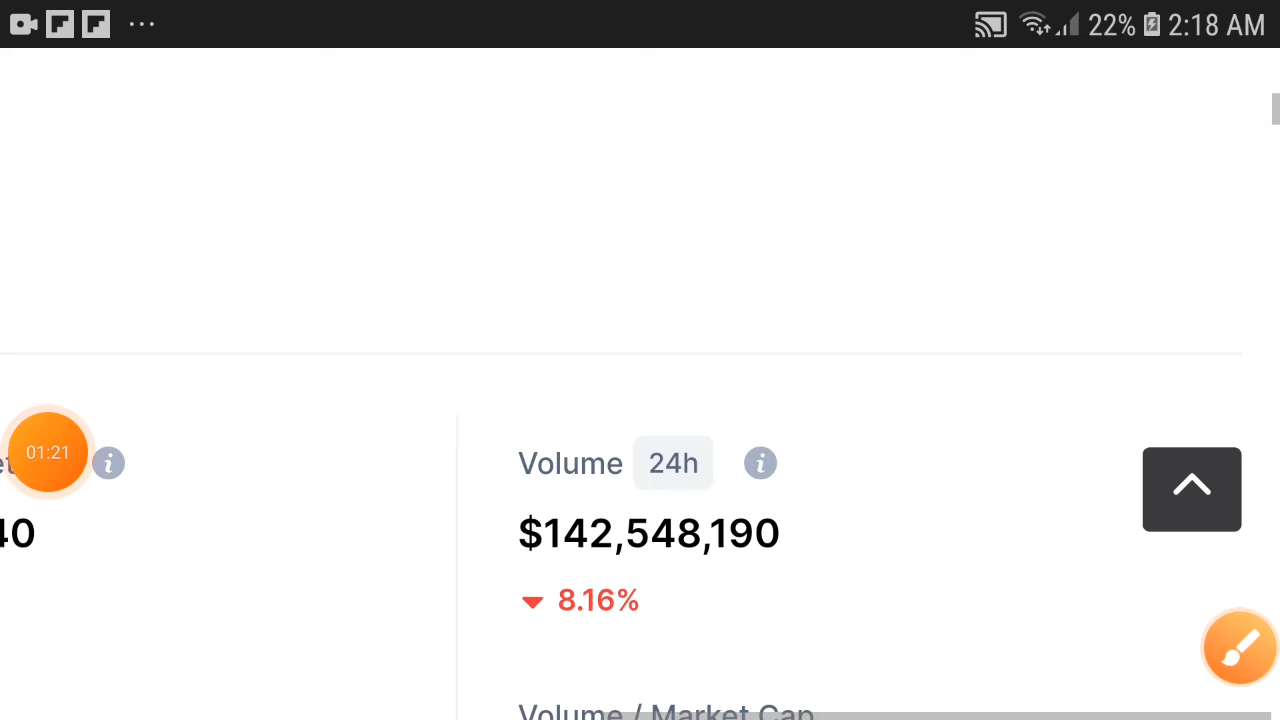 22% 2:18 AM
01:21
Volume 24h
40
$142,548,190
8.16%
Volume / Market Cap